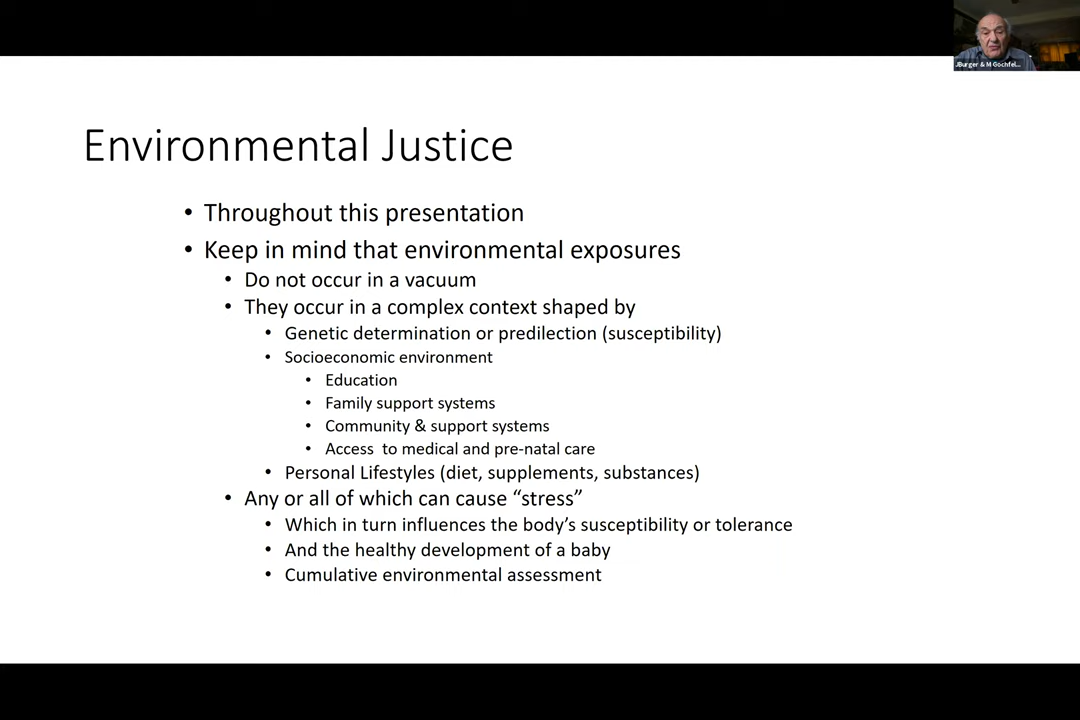 JBurger & M Gochfel...
Environmental Justice
• Throughout this presentation
• Keep in mind that environmental exposures
• Do not occur in a vacuum
• They occur in a complex context shaped by
• Genetic determination or predilection (susceptibility)
• Socioeconomic environment
• Education
• Family support systems
• Community & support systems
• Access  to medical and pre-natal care
• Personal Lifestyles (diet, supplements, substances)
• Any or all of which can cause “stress”
• Which in turn influences the body’s susceptibility or tolerance
• And the healthy development of a baby
• Cumulative environmental assessment